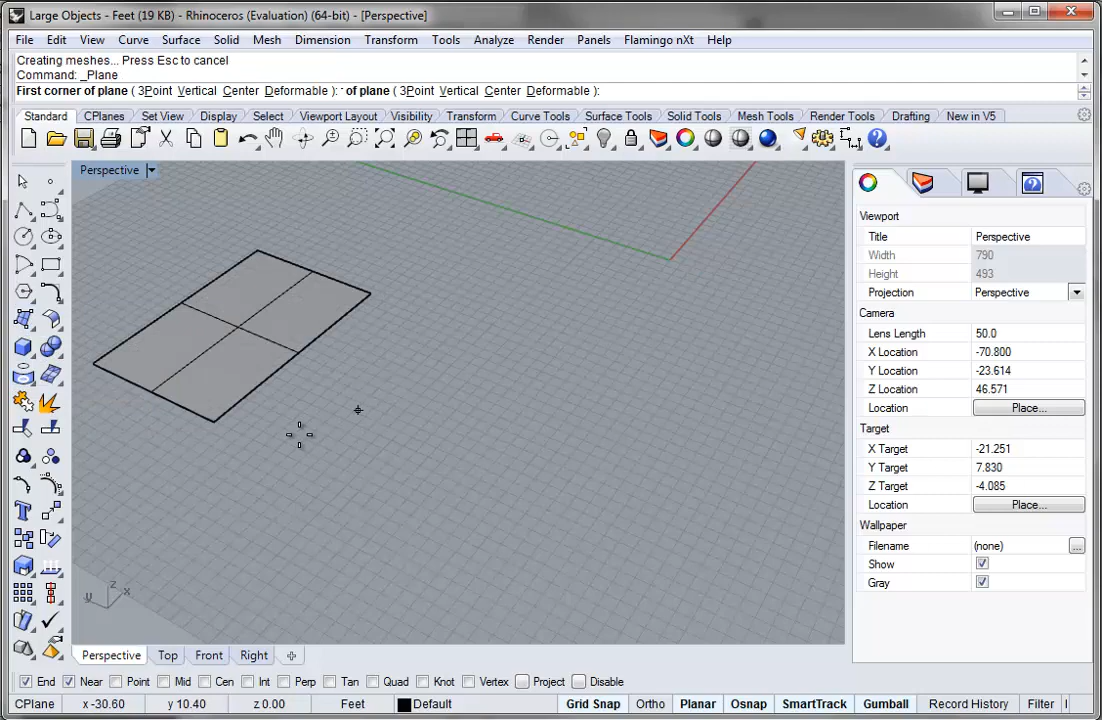 Large Objects - Feet (19 KB) - Rhinoceros (Evaluation) (64-bit) - [Perspective]
File Edit View Curve Surface Solid Mesh Dimension Transform Tools Analyze Render Panels Flamingo nXt Help
Creating meshes... Press Esc to cancel
Command: _Plane
First corner of plane ( 3Point Vertical Center Deformable ): ' of plane ( 3Point Vertical Center Deformable ):
Standard CPlanes Set View Display Select Viewport Layout Visibility Transform Curve Tools Surface Tools Solid Tools Mesh Tools Render Tools Drafting New in V5
Perspective
Viewport
Title Perspective
Width 790
Height 493
Projection Perspective
Camera
Lens Length 50.0
X Location -70.800
Y Location -23.614
Z Location 46.571
Location Place...
Target
X Target -21.251
Y Target 7.830
Z Target -4.085
Location Place...
Wallpaper
Filename (none) ...
Show
Gray
z
y x
Perspective Top Front Right
End Near Point Mid Cen Int Perp Tan Quad Knot Vertex Project Disable
CPlane x -30.60 y 10.40 z 0.00 Feet Default Grid Snap Ortho Planar Osnap SmartTrack Gumball Record History Filter